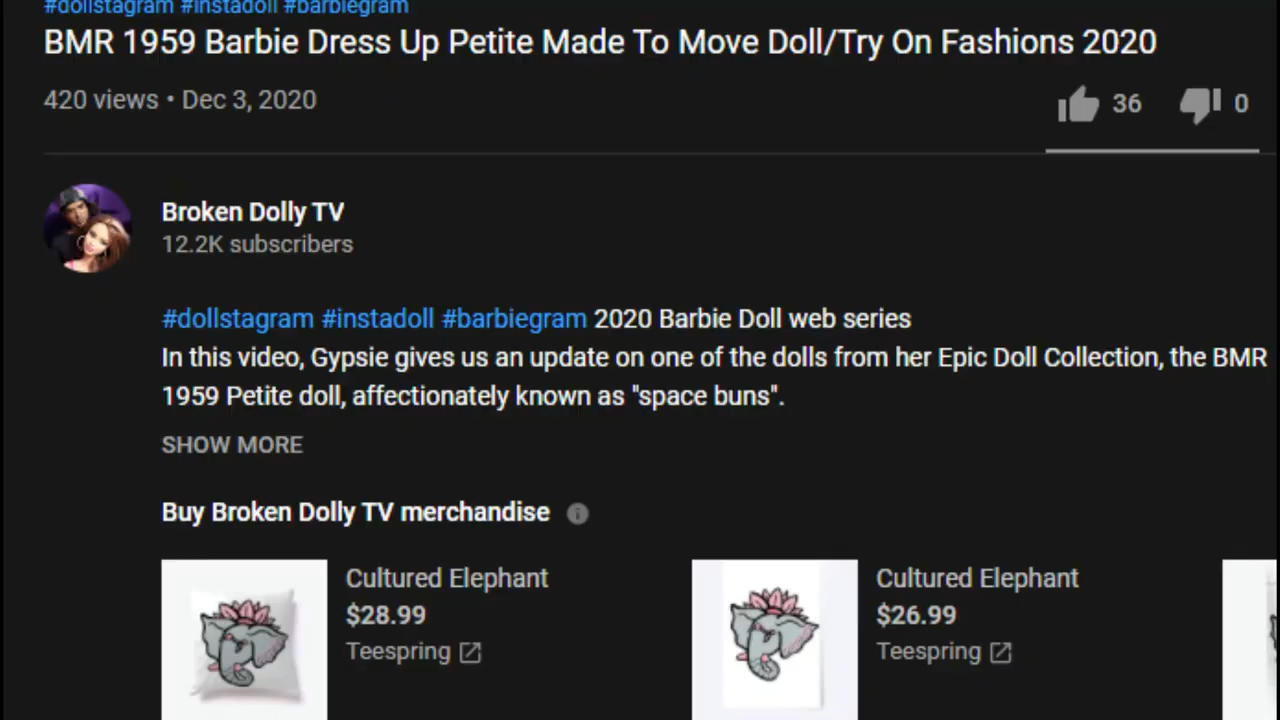 #dollstagram #instadoll #barbiegram
BMR 1959 Barbie Dress Up Petite Made To Move Doll/Try On Fashions 2020
420 views • Dec 3, 2020
36 0
Broken Dolly TV
12.2K subscribers
#dollstagram #instadoll #barbiegram 2020 Barbie Doll web series
In this video, Gypsie gives us an update on one of the dolls from her Epic Doll Collection, the BMR
1959 Petite doll, affectionately known as "space buns".
SHOW MORE
Buy Broken Dolly TV merchandise
Cultured Elephant
$28.99
Teespring
Cultured Elephant
$26.99
Teespring